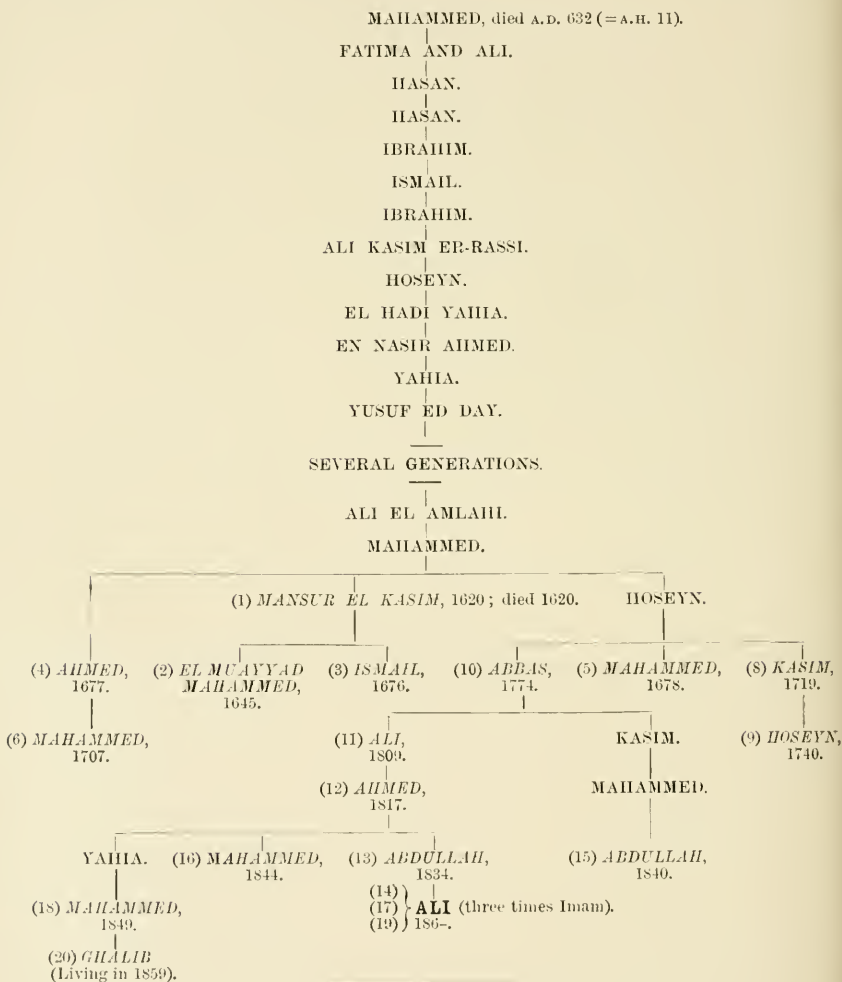 MAHAMMED, died A.D. 632 (=A.H. 11).
FATIMA AND ALI.
HASAN.
HASAN.
IBRAHIM.
ISMAIL.
IBRAHIM.
ALI KASIM ER-RASSI.
HOSEYN.
EL HADI YAHIA.
EN NASIR AHMED.
YAHIA.
YUSUF ED DAY.
SEVERAL GENERATIONS.
ALI EL AMLAHI.
MAHAMMED.
(1) MANSUR EL KASIM, 1620; died 1620. HOSEYN.
(4) AHMED, (2) EL MUAYYAD (3) ISMAIL, (10) ABBAS, (5) MAHAMMED, (8) KASIM,
1677. MAHAMMED, 1676. 1774. 1678. 1719.
1645.
(6) MAHAMMED, (11) ALI, KASIM. (9) HOSEYN,
1707. 1809. 1740.
(12) AHMED, MAHAMMED.
1817.
YAHIA. (16) MAHAMMED, (13) ABDULLAH, (15) ABDULLAH,
1844. 1834. 1840.
(14)
(18) MAHAMMED, (17) ALI (three times Imam).
1849. (19) 186-.
(20) GHALIB
(Living in 1859).